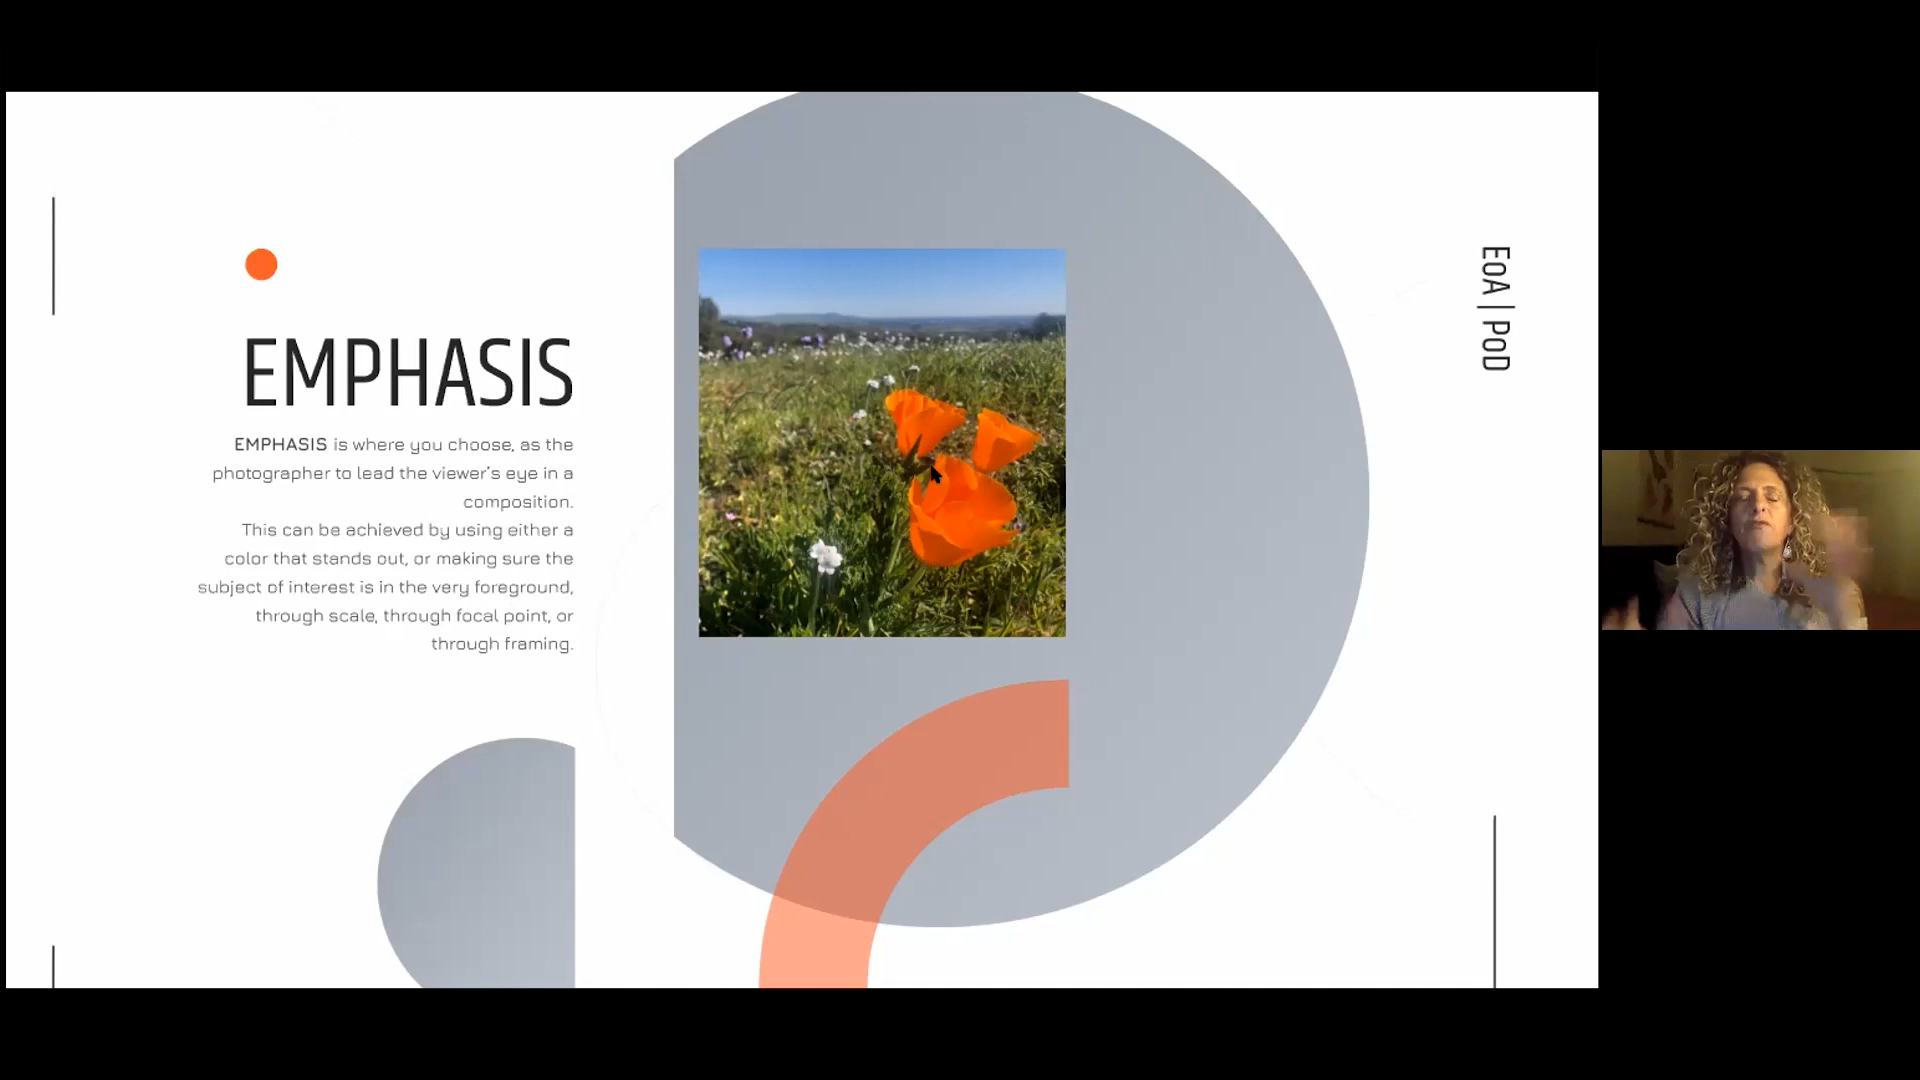 EMPHASIS
EMPHASIS is where you choose, as the
photographer to lead the viewer's eye in a
composition.
This can be achieved by using either a
color that stands out, or making sure the
subject of interest is in the very foreground,
through scale, through focal point, or
through framing.
EoA | PoD